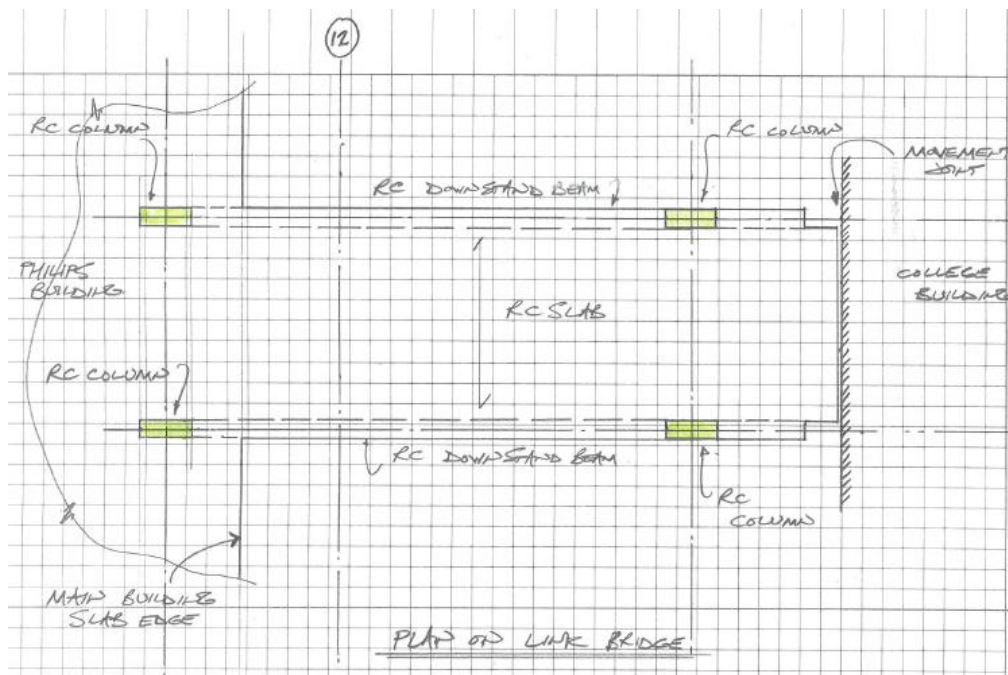 12
RC COLUMN
RC COLUMN
MOVEMENT
JOINT
RC DOWNSTAND BEAM
PHILIPS
BUILDING
COLLEGE
BUILDING
RC SLAB
RC COLUMN
RC DOWNSTAND BEAM
RC
COLUMN
MAIN BUILDING
SLAB EDGE
PLAN ON LINK BRIDGE